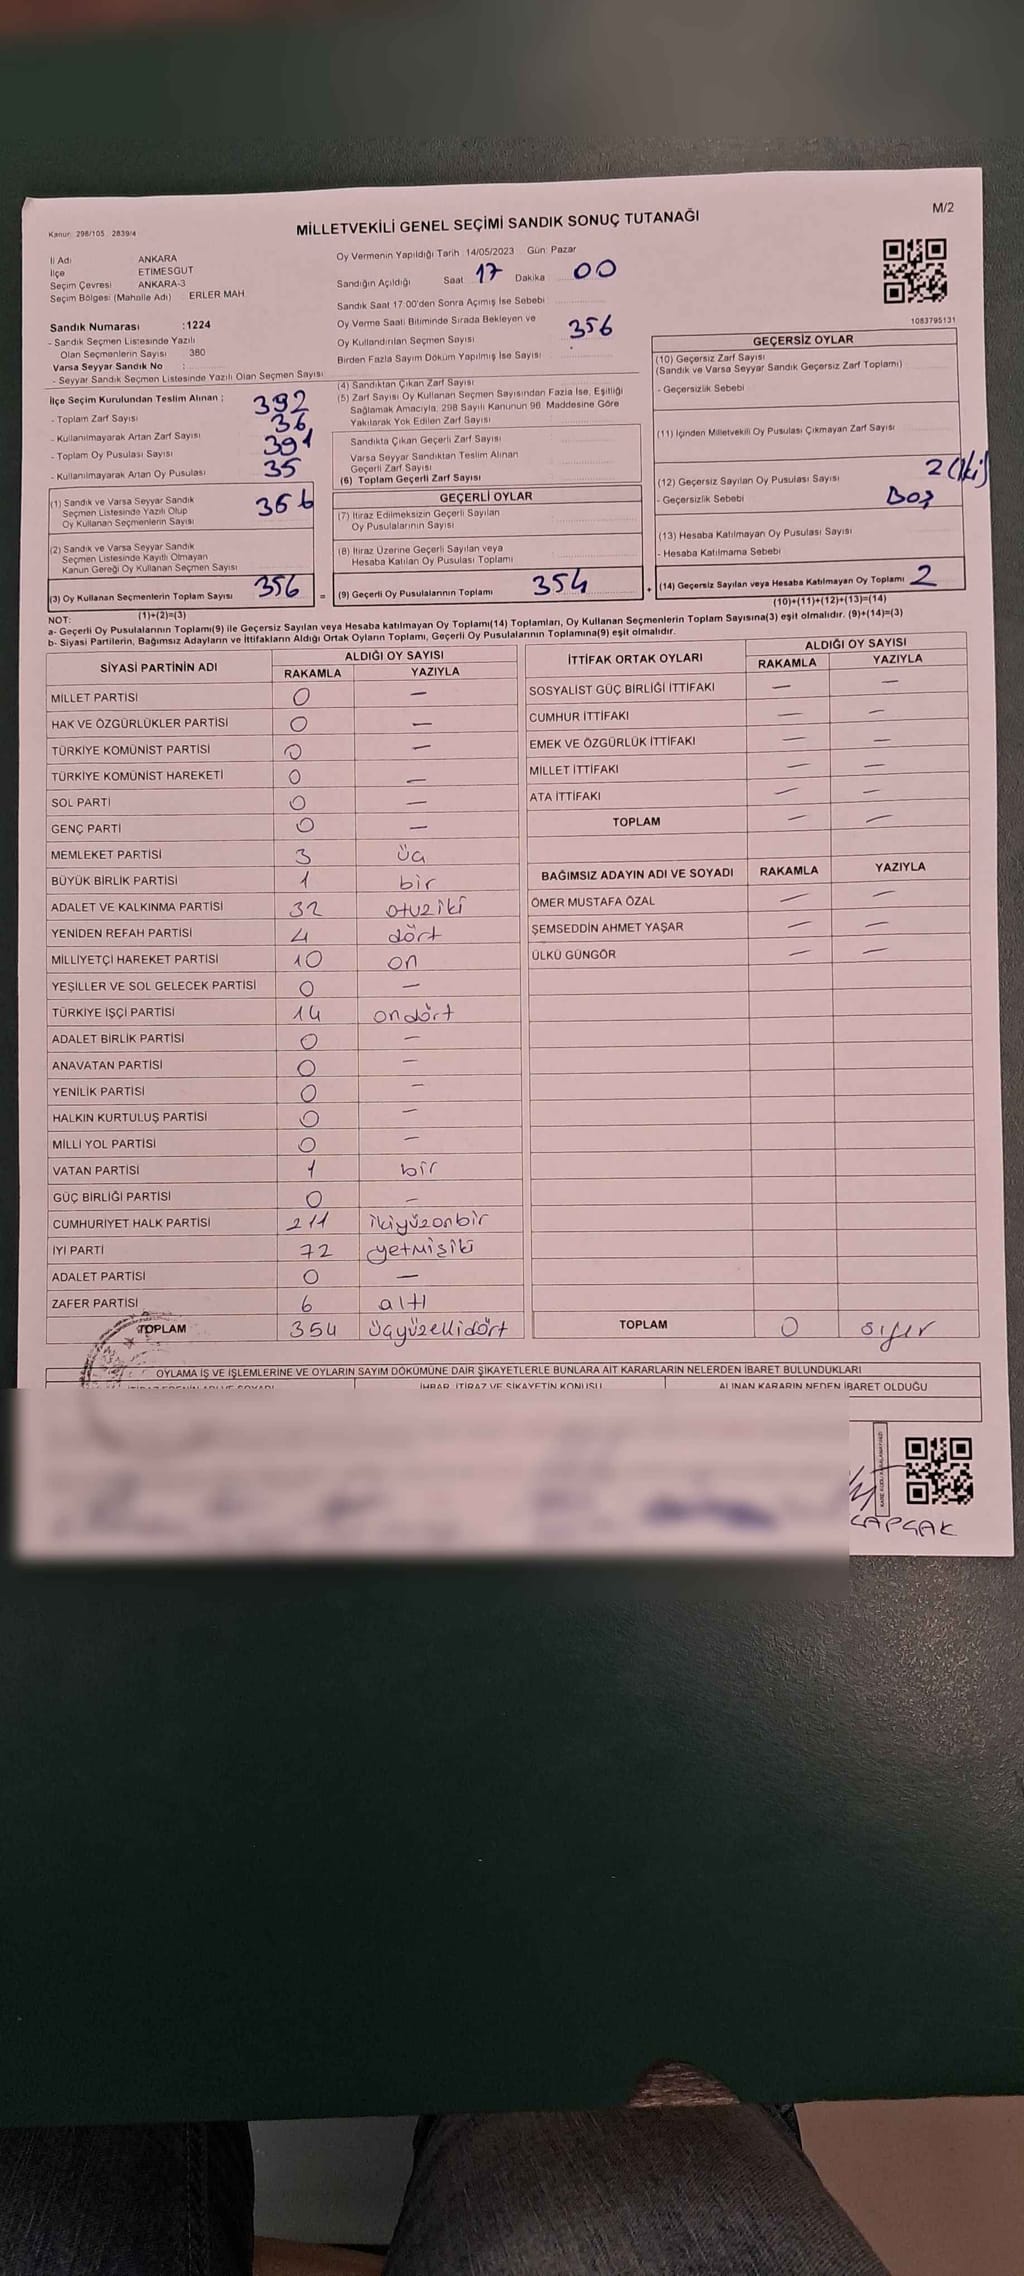 MİLLETVEKİLİ GENEL SEÇİMİ SANDIK SONUÇ TUTANAĞI
M/2
Kanun: 298/105 2839/4
İl Adı ANKARA
İlçe ETIMESGUT
Seçim Çevresi ANKARA-3
Seçim Bölgesi (Mahalle Adı) ERLER MAH
Sandık Numarası :1224
- Sandık Seçmen Listesinde Yazılı
Olan Seçmenlerin Sayısı 380
Varsa Seyyar Sandık No :
- Seyyar Sandık Seçmen Listesinde Yazılı Olan Seçmen Sayısı
Oy Vermenin Yapıldığı Tarih 14/05/2023 Gün: Pazar
Sandığın Açıldığı Saat 17 Dakika 00
Sandık Saat 17:00'den Sonra Açımış İse Sebebi
Oy Verme Saati Bitiminde Sırada Bekleyen ve
Oy Kullandırılan Seçmen Sayısı 356
Birden Fazla Sayım Döküm Yapılmış İse Sayısı
1083795131
İlçe Seçim Kurulundan Teslim Alınan ;
- Toplam Zarf Sayısı 392
- Kullanılmayarak Artan Zarf Sayısı 36
- Toplam Oy Pusulası Sayısı 391
- Kullanılmayarak Artan Oy Pusulası 35
(1) Sandık ve Varsa Seyyar Sandık
Seçmen Listesinde Yazılı Olup
Oy Kullanan Seçmenlerin Sayısı 356
(2) Sandık ve Varsa Seyyar Sandık
Seçmen Listesinde Kayıtlı Olmayan
Kanun Gereği Oy Kullanan Seçmen Sayısı
(3) Oy Kullanan Seçmenlerin Toplam Sayısı 356 =
(1)+(2)=(3)
(4) Sandıktan Çıkan Zarf Sayısı
(5) Zarf Sayısı Oy Kullanan Seçmen Sayısından Fazla İse, Eşitliği
Sağlamak Amacıyla, 298 Sayılı Kanunun 98. Maddesine Göre
Yakılarak Yok Edilen Zarf Sayısı
Sandıkta Çıkan Geçerli Zarf Sayısı
Varsa Seyyar Sandıktan Teslim Alınan
Geçerli Zarf Sayısı
(6) Toplam Geçerli Zarf Sayısı
GEÇERLİ OYLAR
(7) İtiraz Edilmeksizin Geçerli Sayılan
Oy Pusulalarının Sayısı
(8) İtiraz Üzerine Geçerli Sayılan veya
Hesaba Katılan Oy Pusulası Toplamı
(9) Geçerli Oy Pusulalarının Toplamı 354 +
GEÇERSİZ OYLAR
(10) Geçersiz Zarf Sayısı
(Sandık ve Varsa Seyyar Sandık Geçersiz Zarf Toplamı)
- Geçersizlik Sebebi
(11) İçinden Milletvekili Oy Pusulası Çıkmayan Zarf Sayısı
(12) Geçersiz Sayılan Oy Pusulası Sayısı 2 (iki)
- Geçersizlik Sebebi Boş
(13) Hesaba Katılmayan Oy Pusulası Sayısı
- Hesaba Katılmama Sebebi
(14) Geçersiz Sayılan veya Hesaba Katılmayan Oy Toplamı 2
(10)+(11)+(12)+(13)=(14)
NOT:
a- Geçerli Oy Pusulalarının Toplamı(9) ile Geçersiz Sayılan veya Hesaba katılmayan Oy Toplamı(14) Toplamları, Oy Kullanan Seçmenlerin Toplam Sayısına(3) eşit olmalıdır. (9)+(14)=(3)
b- Siyasi Partilerin, Bağımsız Adayların ve İttifakların Aldığı Ortak Oyların Toplamı, Geçerli Oy Pusulalarının Toplamına(9) eşit olmalıdır.
SİYASİ PARTİNİN ADI ALDIĞI OY SAYISI
RAKAMLA YAZIYLA
MİLLET PARTİSİ 0 —
HAK VE ÖZGÜRLÜKLER PARTİSİ 0 —
TÜRKİYE KOMÜNİST PARTİSİ 0 —
TÜRKİYE KOMÜNİST HAREKETİ 0 —
SOL PARTİ 0 —
GENÇ PARTİ 0 —
MEMLEKET PARTİSİ 3 üç
BÜYÜK BİRLİK PARTİSİ 1 bir
ADALET VE KALKINMA PARTİSİ 32 otuziki
YENİDEN REFAH PARTİSİ 4 dört
MİLLİYETÇİ HAREKET PARTİSİ 10 on
YEŞİLLER VE SOL GELECEK PARTİSİ 0 —
TÜRKİYE İŞÇİ PARTİSİ 14 ondört
ADALET BİRLİK PARTİSİ 0 —
ANAVATAN PARTİSİ 0 —
YENİLİK PARTİSİ 0 —
HALKIN KURTULUŞ PARTİSİ 0 —
MİLLİ YOL PARTİSİ 0 —
VATAN PARTİSİ 1 bir
GÜÇ BİRLİĞİ PARTİSİ 0 —
CUMHURİYET HALK PARTİSİ 211 ikiyüzonbir
İYİ PARTİ 72 yetmişiki
ADALET PARTİSİ 0 —
ZAFER PARTİSİ 6 altı
TOPLAM 354 üçyüzellidört
İTTİFAK ORTAK OYLARI ALDIĞI OY SAYISI
RAKAMLA YAZIYLA
SOSYALİST GÜÇ BİRLİĞİ İTTİFAKI — —
CUMHUR İTTİFAKI — —
EMEK VE ÖZGÜRLÜK İTTİFAKI — —
MİLLET İTTİFAKI — —
ATA İTTİFAKI — —
TOPLAM — —
BAĞIMSIZ ADAYIN ADI VE SOYADI RAKAMLA YAZIYLA
ÖMER MUSTAFA ÖZAL — —
ŞEMSEDDİN AHMET YAŞAR — —
ÜLKÜ GÜNGÖR — —
TOPLAM 0 sıfır
OYLAMA İŞ VE İŞLEMLERİNE VE OYLARIN SAYIM DÖKÜMÜNE DAİR ŞİKAYETLERLE BUNLARA AİT KARARLARIN NELERDEN İBARET BULUNDUKLARI
İHBAR, İTİRAZ VE ŞİKAYETİN KONUSU ALINAN KARARIN NEDEN İBARET OLDUĞU